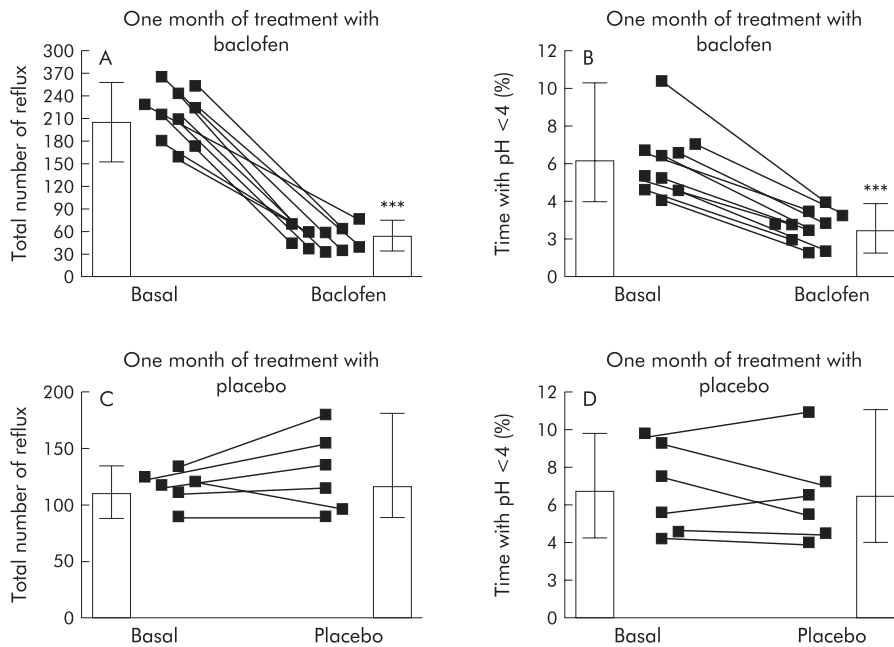 One month of treatment with
baclofen
A
Total number of reflux
300
370
240
210
180
150
120
90
60
30
0
***
Basal
Baclofen
One month of treatment with
baclofen
B
Time with pH <4 (%)
12
10
8
6
4
3
0
***
Basal
Baclofen
One month of treatment with
placebo
C
Total number of reflux
200
150
100
50
0
Basal
Placebo
One month of treatment with
placebo
D
Time with pH <4 (%)
12
10
8
6
4
3
0
Basal
Placebo